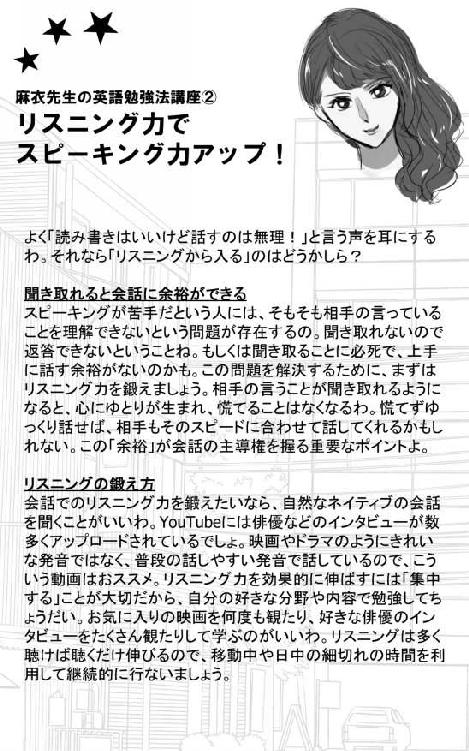 麻衣先生の英語勉強法講座②
リスニング力で
スピーキング力アップ！
よく「読み書きはいいけど話すのは無理！」と言う声を耳にする
わ。それなら「リスニングから入る」のはどうかしら？
聞き取れると会話に余裕ができる
スピーキングが苦手だという人には、そもそも相手の言っている
ことを理解できないという問題が存在するの。聞き取れないので
返答できないということね。もしくは聞き取ることに必死で、上手
に話す余裕がないのかも。この問題を解決するために、まずは
リスニング力を鍛えましょう。相手の言うことが聞き取れるように
なると、心にゆとりが生まれ、慌てることはなくなるわ。慌てずゆ
っくり話せば、相手もそのスピードに合わせて話してくれるかもし
れない。この「余裕」が会話の主導権を握る重要なポイントよ。
リスニングの鍛え方
会話でのリスニング力を鍛えたいなら、自然なネイティブの会話
を聞くことがいいわ。YouTubeには俳優などのインタビューが数
多くアップロードされているでしょ。映画やドラマのようにきれい
な発音ではなく、普段の話しやすい発音で話しているので、こう
いう動画はおススメ。リスニング力を効果的に伸ばすには「集中
する」ことが大切だから、自分の好きな分野や内容で勉強してち
ょうだい。お気に入りの映画を何度も観たり、好きな俳優のイン
タビューをたくさん観たりして学ぶのがいいわ。リスニングは多く
聴けば聴くだけ伸びるので、移動中や日中の細切れの時間を利
用して継続的に行ないましょう。